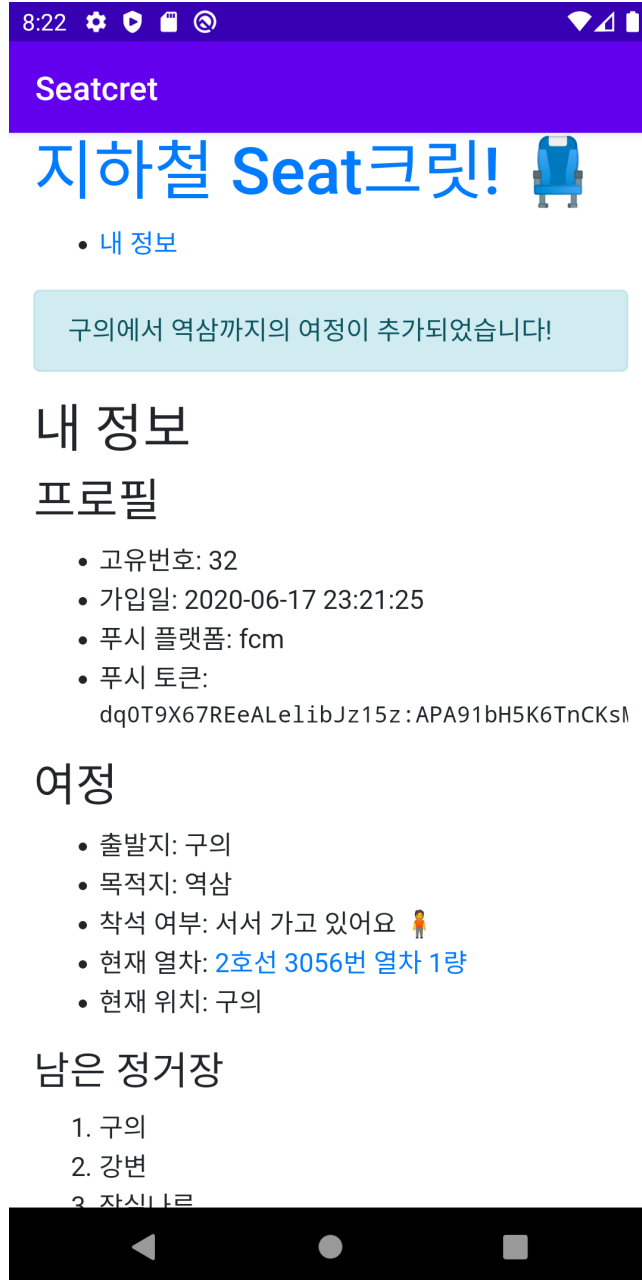 8:22
Seatcret
지하철 Seat크릿!
내 정보
구의에서 역삼까지의 여정이 추가되었습니다!
내 정보
프로필
고유번호: 32
가입일: 2020-06-17 23:21:25
푸시 플랫폼: fcm
푸시 토큰:
dq0T9X67REeALelibJz15z:APA91bH5K6TnCKsM
여정
출발지: 구의
목적지: 역삼
착석 여부: 서서 가고 있어요
현재 열차: 2호선 3056번 열차 1량
현재 위치: 구의
남은 정거장
1. 구의
2. 강변
3. 잠실나루